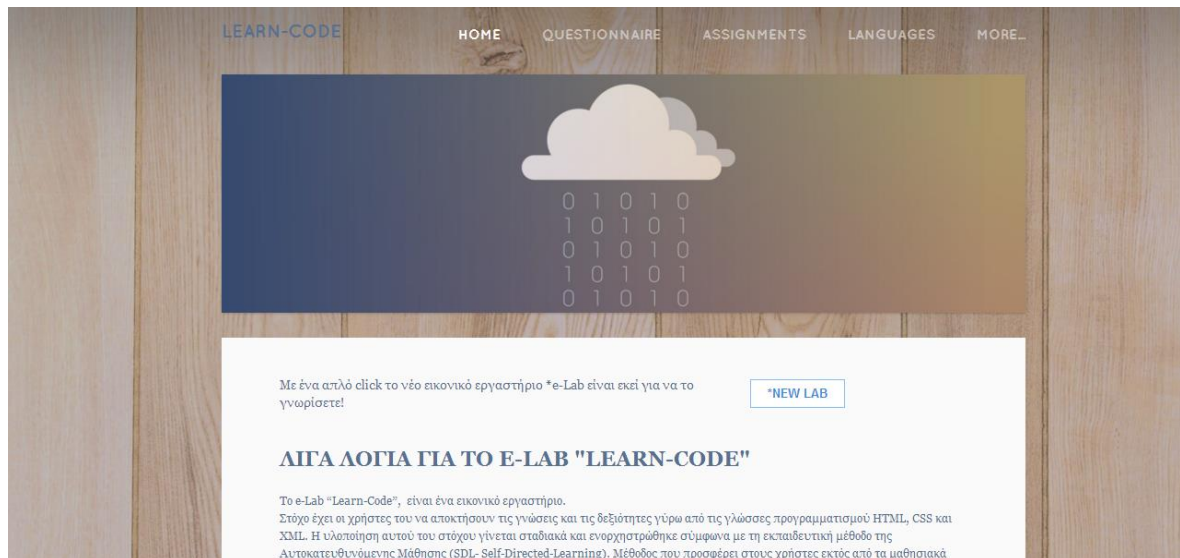 LEARN-CODE
HOME QUESTIONNAIRE ASSIGNMENTS LANGUAGES MORE...
0 1 0 1 0
1 0 1 0 1
0 1 0 1 0
1 0 1 0 1
0 1 0 1 0
Με ένα απλό click το νέο εικονικό εργαστήριο *e-Lab είναι εκεί για να το
γνωρίσετε!
*NEW LAB
ΛΙΓΑ ΛΟΓΙΑ ΓΙΑ ΤΟ E-LAB "LEARN-CODE"
Το e-Lab “Learn-Code”, είναι ένα εικονικό εργαστήριο.
Στόχο έχει οι χρήστες του να αποκτήσουν τις γνώσεις και τις δεξιότητες γύρω από τις γλώσσες προγραμματισμού HTML, CSS και
XML. Η υλοποίηση αυτού του στόχου γίνεται σταδιακά και ενορχηστρώθηκε σύμφωνα με τη εκπαιδευτική μέθοδο της
Αυτοκατευθυνόμενης Μάθησης (SDL- Self-Directed-Learning). Μέθοδος που προσφέρει στους χρήστες εκτός από τα μαθησιακά